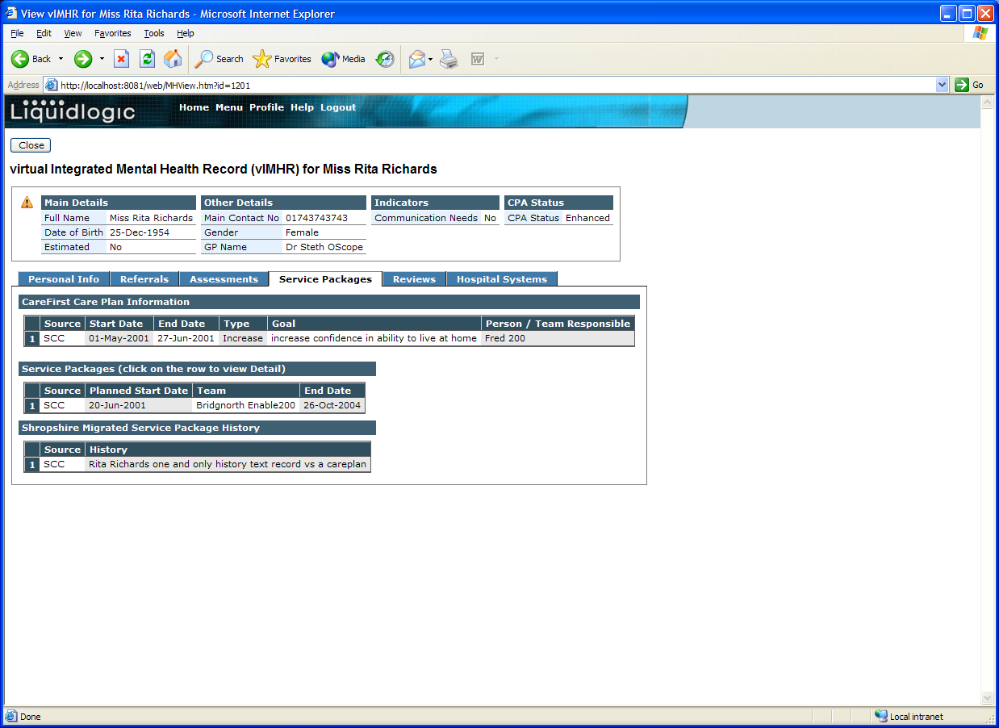 View vIMHR for Miss Rita Richards - Microsoft Internet Explorer
File Edit View Favorites Tools Help
Back Search Favorites Media
Address http://localhost:8081/web/MHView.htm?id=1201 Go
Liquidlogic Home Menu Profile Help Logout
Close
virtual Integrated Mental Health Record (vIMHR) for Miss Rita Richards
Main Details Other Details Indicators CPA Status
Full Name Miss Rita Richards Main Contact No 01743743743 Communication Needs No CPA Status Enhanced
Date of Birth 25-Dec-1954 Gender Female
Estimated No GP Name Dr Steth OScope
Personal Info Referrals Assessments Service Packages Reviews Hospital Systems
CareFirst Care Plan Information
Source Start Date End Date Type Goal Person / Team Responsible
1 SCC 01-May-2001 27-Jun-2001 Increase increase confidence in ability to live at home Fred 200
Service Packages (click on the row to view Detail)
Source Planned Start Date Team End Date
1 SCC 20-Jun-2001 Bridgnorth Enable200 26-Oct-2004
Shropshire Migrated Service Package History
Source History
1 SCC Rita Richards one and only history text record vs a careplan
Done Local intranet